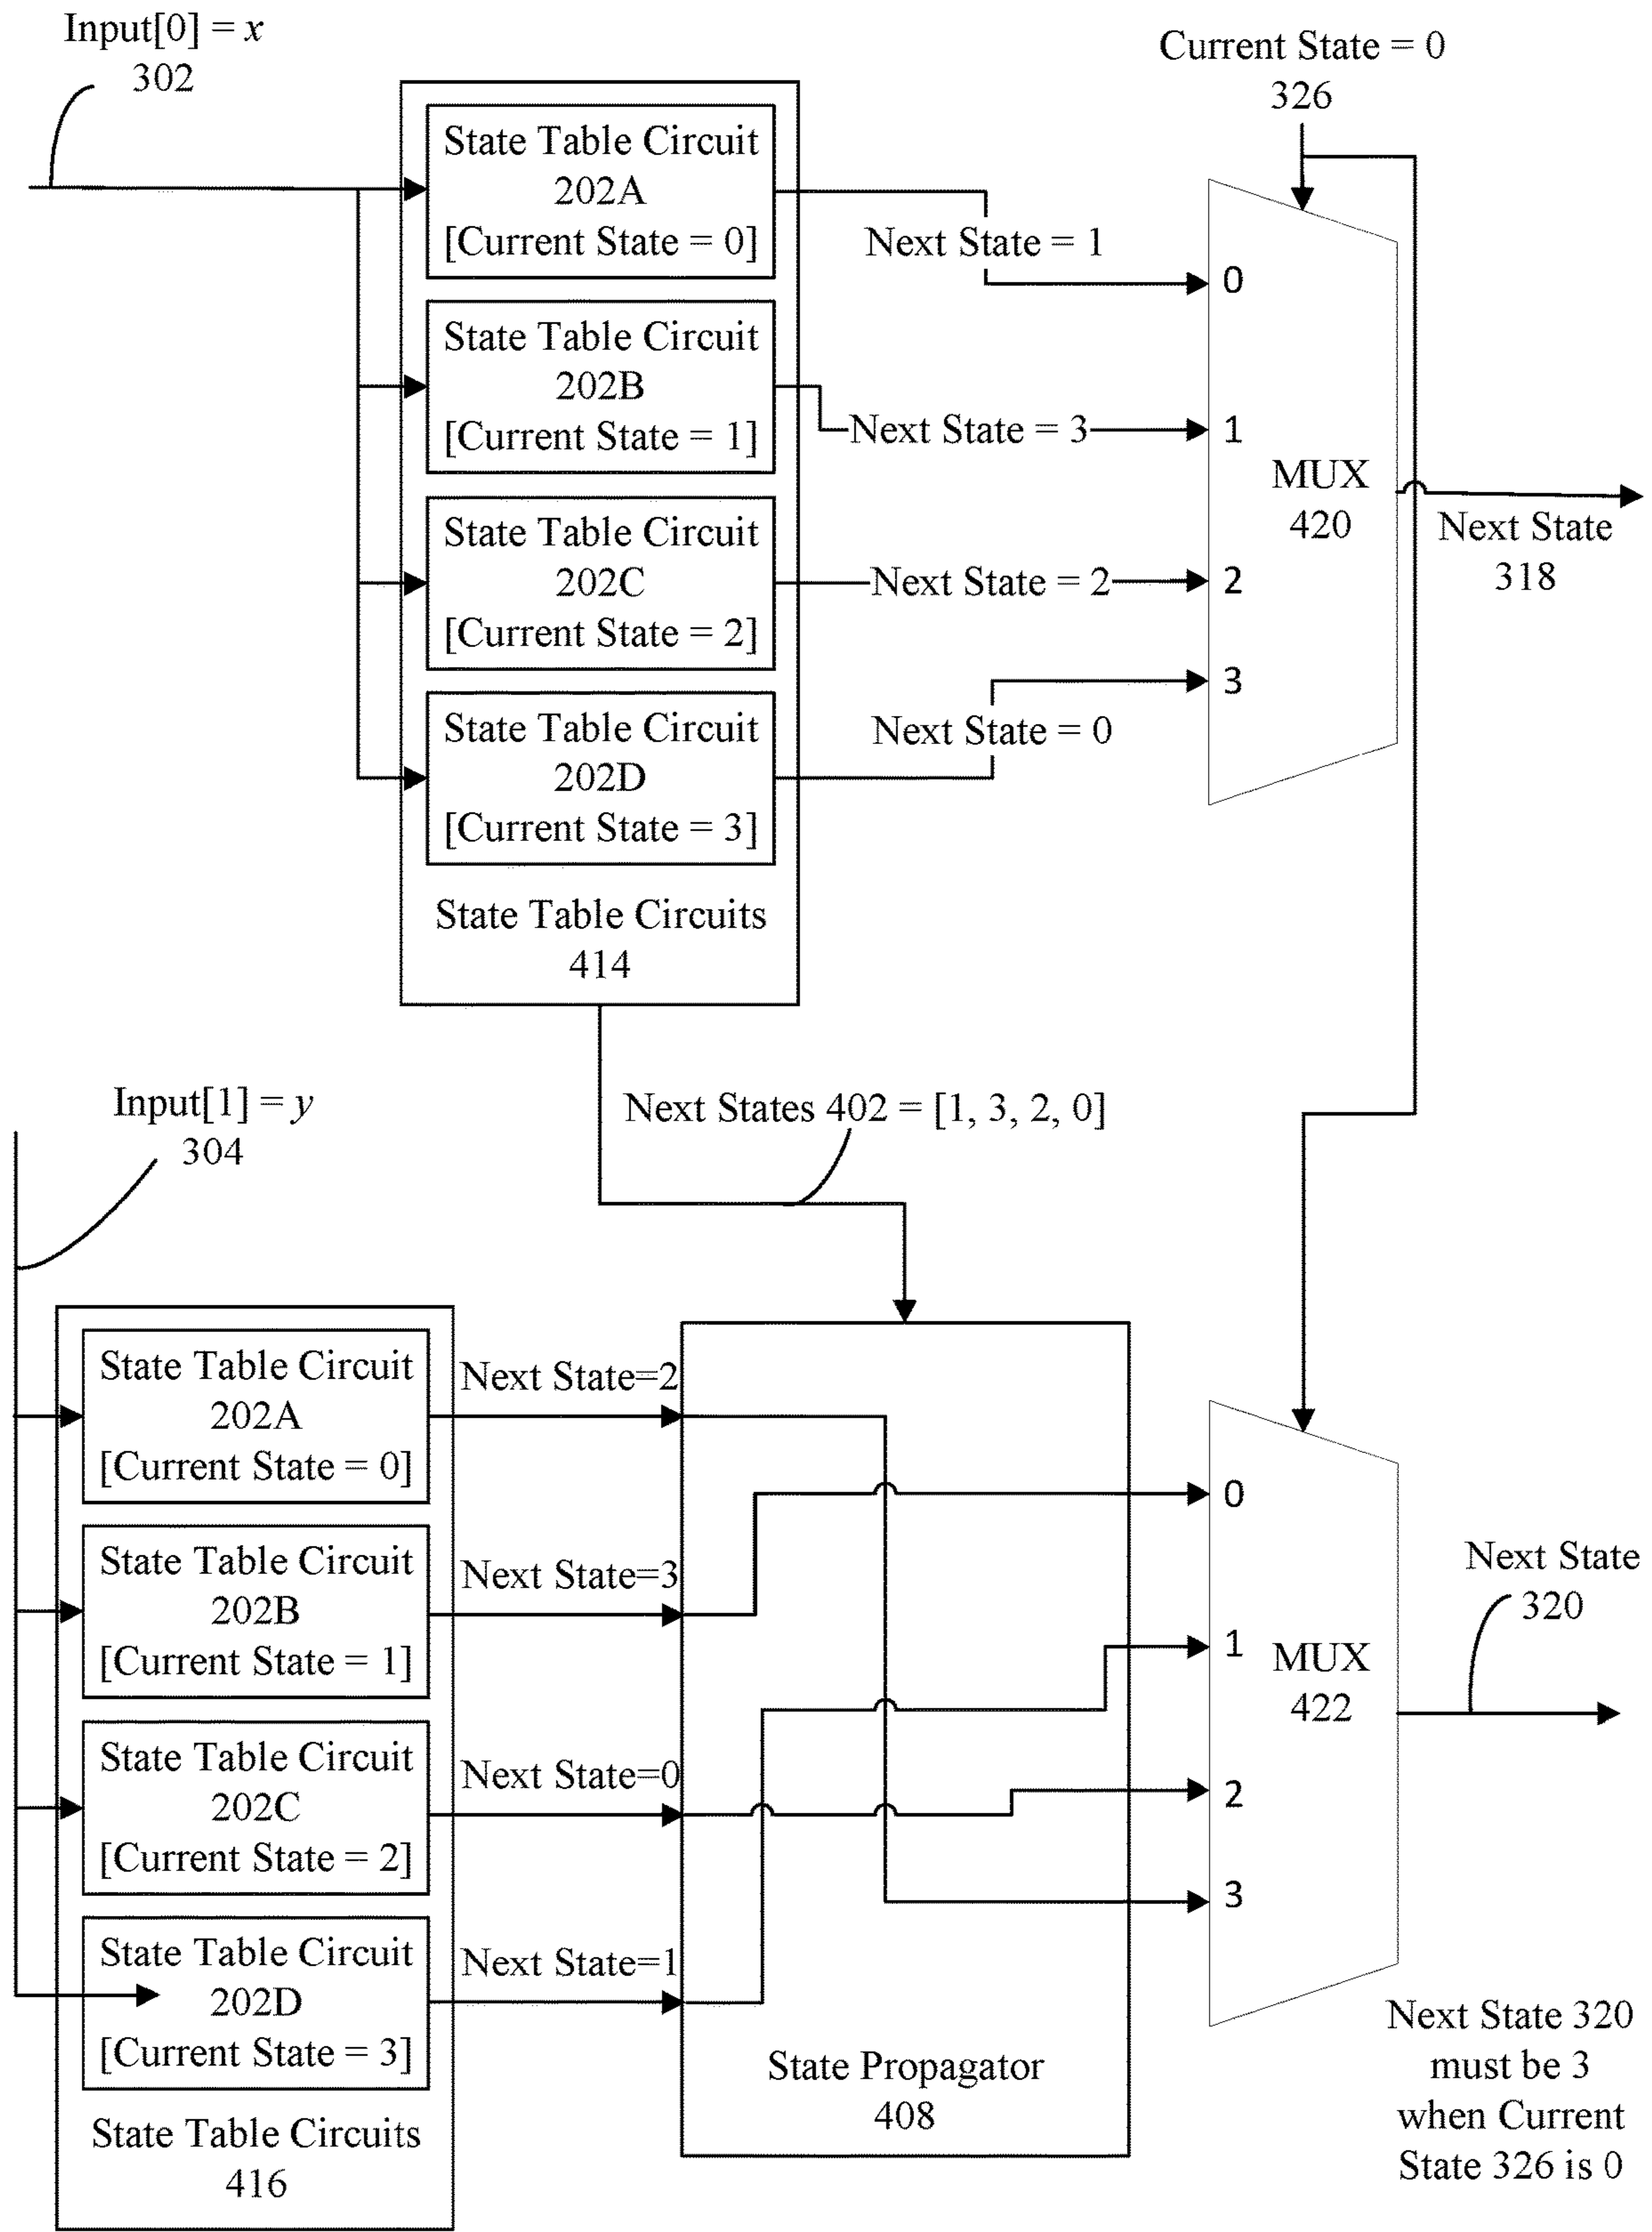 Input[0] = x
302
Current State = 0
326
State Table Circuit
202A
[Current State = 0]
Next State = 1
0
State Table Circuit
202B
[Current State = 1]
Next State = 3
1
MUX
420
Next State
318
State Table Circuit
202C
[Current State = 2]
Next State = 2
2
State Table Circuit
202D
[Current State = 3]
Next State = 0
3
State Table Circuits
414
Input[1] = y
304
Next States 402 = [1, 3, 2, 0]
State Table Circuit
202A
[Current State = 0]
Next State=2
0
State Table Circuit
202B
[Current State = 1]
Next State=3
1
MUX
422
Next State
320
State Table Circuit
202C
[Current State = 2]
Next State=0
2
3
State Table Circuit
202D
[Current State = 3]
Next State=1
State Propagator
408
State Table Circuits
416
Next State 320
must be 3
when Current
State 326 is 0